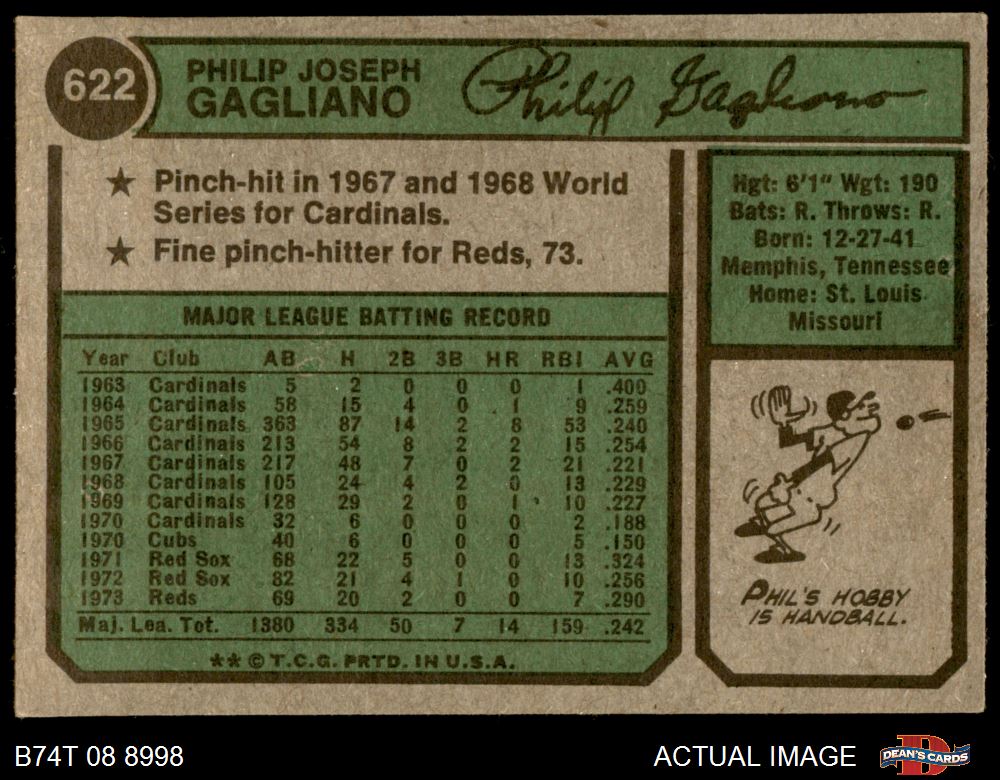 622
PHILIP JOSEPH
GAGLIANO
Philip Gagliano
★ Pinch-hit in 1967 and 1968 World
Series for Cardinals.
★ Fine pinch-hitter for Reds, 73.
Hgt: 6'1" Wgt: 190
Bats: R. Throws: R.
Born: 12-27-41
Memphis, Tennessee
Home: St. Louis
Missouri
MAJOR LEAGUE BATTING RECORD
Year Club AB H 2B 3B HR RBI AVG
1963 Cardinals 5 2 0 0 0 1 .400
1964 Cardinals 58 15 4 0 1 9 .259
1965 Cardinals 363 87 14 2 8 53 .240
1966 Cardinals 213 54 8 2 2 15 .254
1967 Cardinals 217 48 7 0 2 21 .221
1968 Cardinals 105 24 4 2 0 13 .229
1969 Cardinals 128 29 2 0 1 10 .227
1970 Cardinals 32 6 0 0 0 2 .188
1970 Cubs 40 6 0 0 0 5 .150
1971 Red Sox 68 22 5 0 0 13 .324
1972 Red Sox 82 21 4 1 0 10 .256
1973 Reds 69 20 2 0 0 7 .290
Maj. Lea. Tot. 1380 334 50 7 14 159 .242
** © T.C.G. PRTD. IN U.S.A.
PHIL'S HOBBY
IS HANDBALL.
B74T 08 8998
ACTUAL IMAGE
D
DEAN'S CARDS